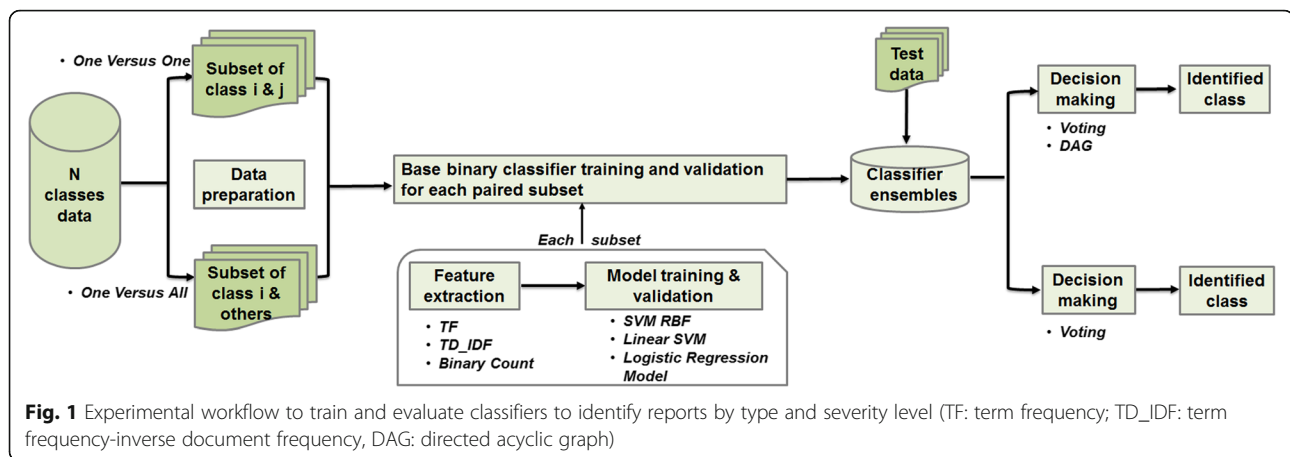 • One Versus One
Subset of
class i & j
N
classes
data
Data
preparation
• One Versus All
Subset of
class i &
others
Base binary classifier training and validation
for each paired subset
Each subset
Feature
extraction
• TF
• TD_IDF
• Binary Count
Model training &
validation
• SVM RBF
• Linear SVM
• Logistic Regression
Model
Test
data
Classifier
ensembles
Decision
making
• Voting
• DAG
Identified
class
Decision
making
• Voting
Identified
class
Fig. 1 Experimental workflow to train and evaluate classifiers to identify reports by type and severity level (TF: term frequency; TD_IDF: term
frequency-inverse document frequency, DAG: directed acyclic graph)